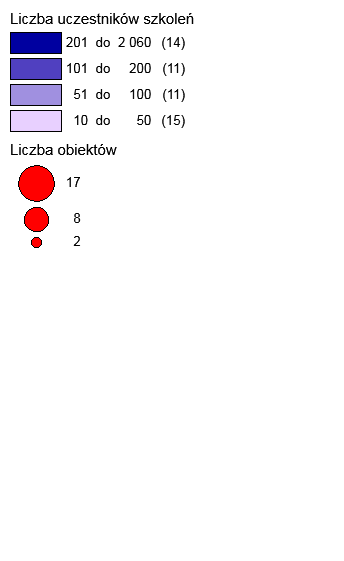 Liczba uczestników szkoleń
201 do 2 060 (14)
101 do 200 (11)
51 do 100 (11)
10 do 50 (15)
Liczba obiektów
17
8
2